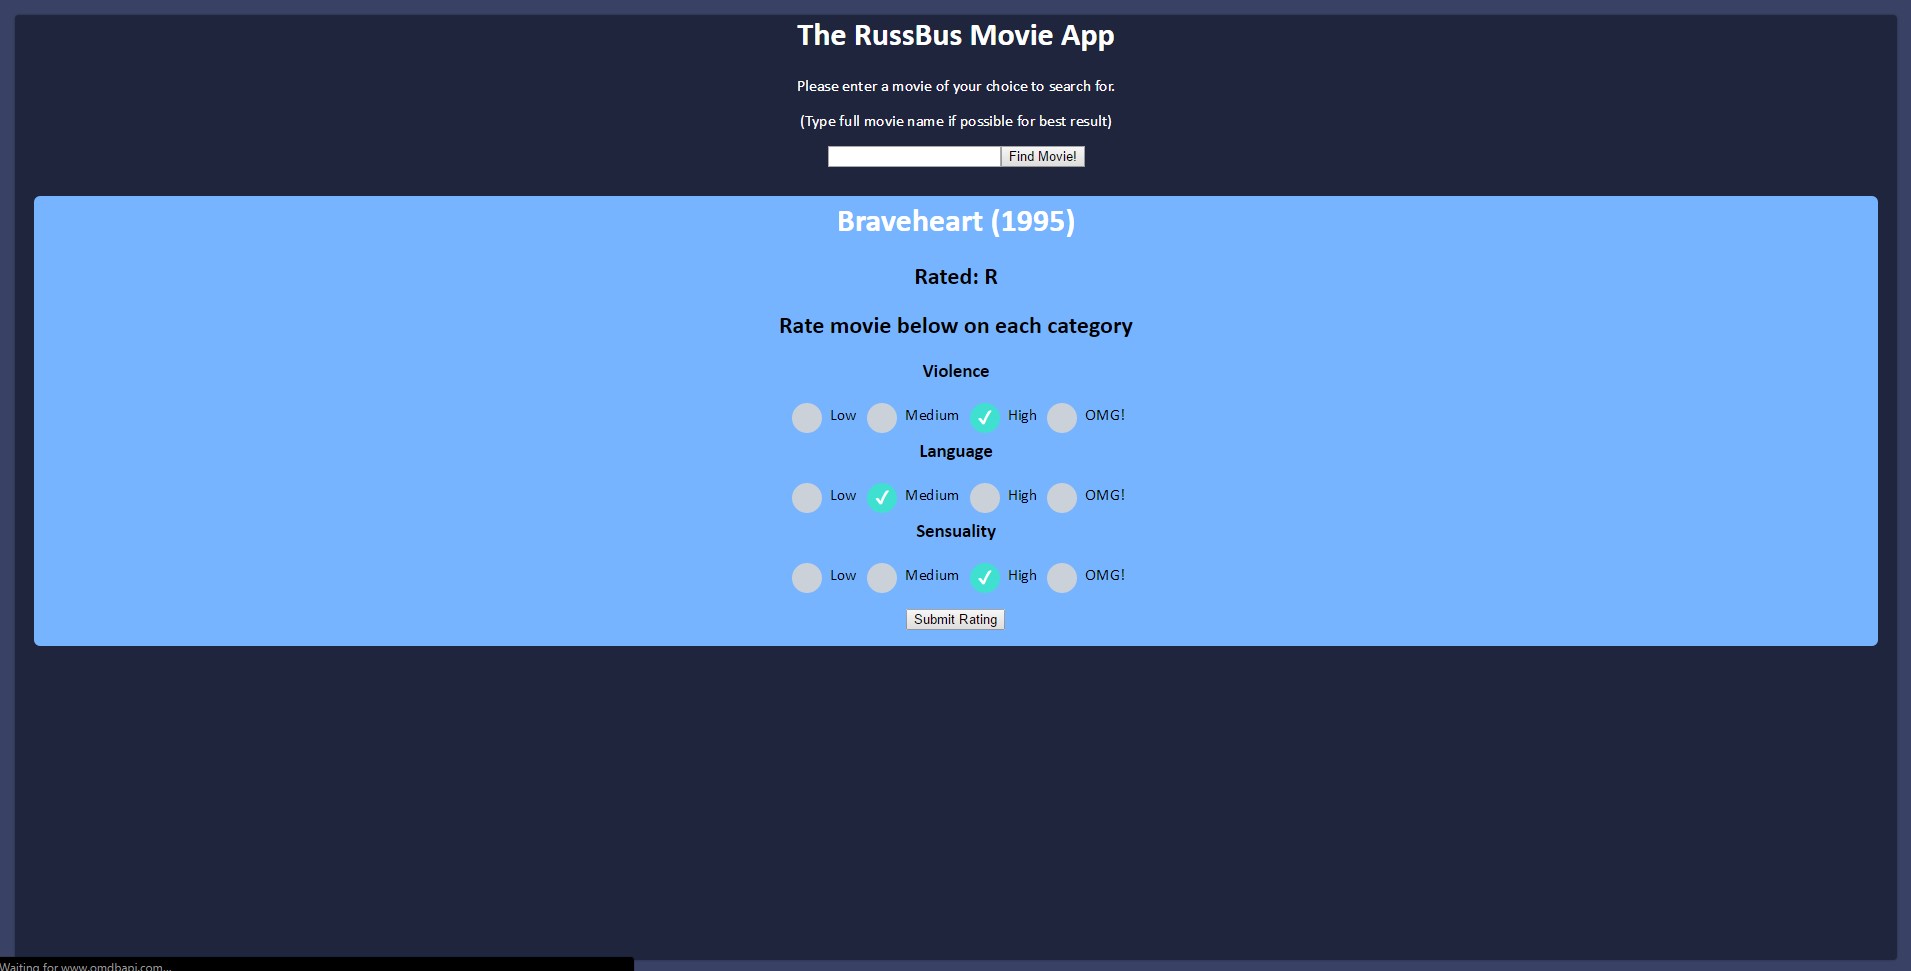 The RussBus Movie App
Please enter a movie of your choice to search for.
(Type full movie name if possible for best result)
Find Movie!
Braveheart (1995)
Rated: R
Rate movie below on each category
Violence
Low Medium High OMG!
Language
Low Medium High OMG!
Sensuality
Low Medium High OMG!
Submit Rating
Waiting for www.omdbapi.com...